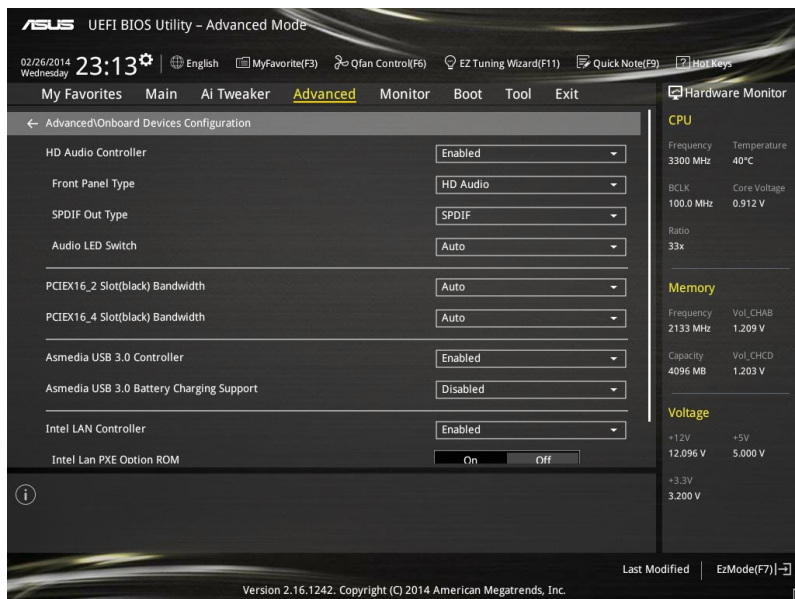 ASUS UEFI BIOS Utility – Advanced Mode
02/26/2014 Wednesday 23:13 English MyFavorite(F3) Qfan Control(F6) EZ Tuning Wizard(F11) Quick Note(F9) ? Hot Keys
My Favorites Main Ai Tweaker Advanced Monitor Boot Tool Exit
← Advanced\Onboard Devices Configuration
HD Audio Controller Enabled
Front Panel Type HD Audio
SPDIF Out Type SPDIF
Audio LED Switch Auto
PCIEX16_2 Slot(black) Bandwidth Auto
PCIEX16_4 Slot(black) Bandwidth Auto
Asmedia USB 3.0 Controller Enabled
Asmedia USB 3.0 Battery Charging Support Disabled
Intel LAN Controller Enabled
Intel Lan PXE Option ROM On Off
Hardware Monitor
CPU
Frequency Temperature
3300 MHz 40°C
BCLK Core Voltage
100.0 MHz 0.912 V
Ratio
33x
Memory
Frequency Vol_CHAB
2133 MHz 1.209 V
Capacity Vol_CHCD
4096 MB 1.203 V
Voltage
+12V +5V
12.096 V 5.000 V
+3.3V
3.200 V
i
Last Modified | EzMode(F7)
Version 2.16.1242. Copyright (C) 2014 American Megatrends, Inc.